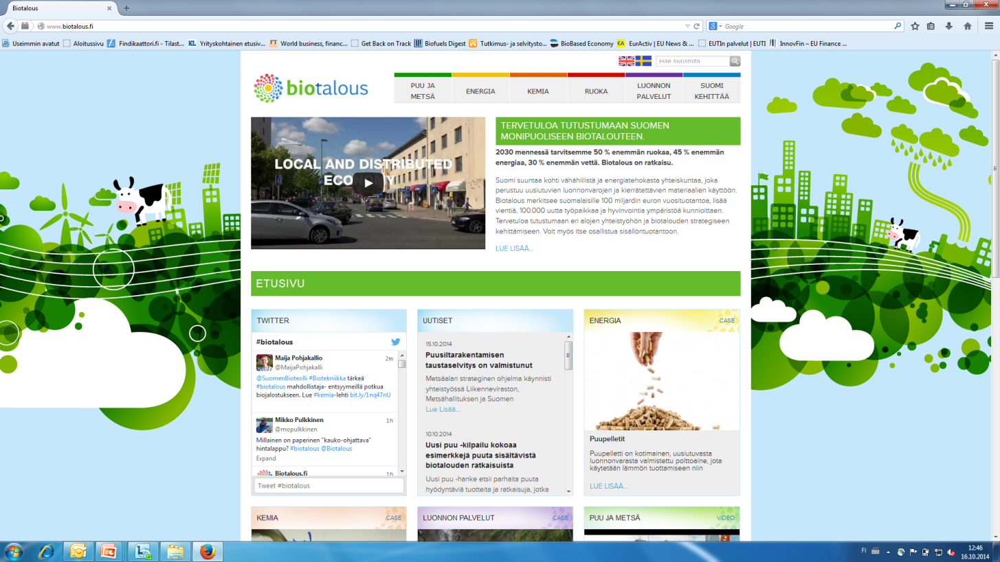 Biotalous
www.biotalous.fi
Google
Useimmin avatut
Aloitussivu
Findikaattori.fi - Tilast...
KL Yrityskohtainen etusiv...
FT World business, financ...
Get Back on Track
Biofuels Digest
Tutkimus- ja selvitysto...
BioBased Economy
€A EurActiv | EU News & ...
EUTIn palvelut | EUTI
InnovFin – EU Finance ...
Hae sivustolta
biotalous
PUU JA
METSÄ
ENERGIA
KEMIA
RUOKA
LUONNON
PALVELUT
SUOMI
KEHITTÄÄ
LOCAL AND DISTRIBUTED
TERVETULOA TUTUSTUMAAN SUOMEN
MONIPUOLISEEN BIOTALOUTEEN.
2030 mennessä tarvitsemme 50 % enemmän ruokaa, 45 % enemmän
energiaa, 30 % enemmän vettä. Biotalous on ratkaisu.
Suomi suuntaa kohti vähähiilistä ja energiatehokasta yhteiskuntaa, joka
perustuu uusiutuvien luonnonvarojen ja kierrätettävien materiaalien käyttöön.
Biotalous merkitsee suomalaisille 100 miljardin euron vuosituotantoa, lisää
vientiä, 100.000 uutta työpaikkaa ja hyvinvointia ympäristöä kunnioittaen.
Tervetuloa tutustumaan eri alojen yhteistyöhön ja biotalouden strategiseen
kehittämiseen. Voit myös itse osallistua sisällöntuotantoon.
LUE LISÄÄ...
ETUSIVU
TWITTER
#biotalous
Maija Pohjakallio 2m
@MaijaPohjakalli
@SuomenBioteolli #Biotekniikka tärkeä
#biotalous mahdollistaja- entsyymeillä potkua
biojalostukseen. Lue #kemia-lehti bit.ly/1nq47nU
Mikko Pulkkinen 1h
@mopulkkinen
Millainen on paperinen "kauko-ohjattava"
hintalappu? #biotalous @Biotalous
Expand
Biotalous.fi 1h
Tweet #biotalous
UUTISET
15.10.2014
Puusiltarakentamisen
taustaselvitys on valmistunut
Metsäalan strateginen ohjelma käynnisti
yhteistyössä Liikenneviraston,
Metsähallituksen ja Suomen
Lue Lisää...
10.10.2014
Uusi puu -kilpailu kokoaa
esimerkkejä puuta sisältävistä
biotalouden ratkaisuista
Uusi puu -hanke etsii parhaita puuta
hyödyntäviä tuotteita ja ratkaisuja, jotka
ENERGIA CASE
Puupelletit
Puupelletti on kotimainen, uusiutuvasta
luonnonvarasta valmistettu polttoaine, jota
käytetään lämmön tuottamiseen niin
LUE LISÄÄ...
KEMIA CASE
LUONNON PALVELUT CASE
PUU JA METSÄ VIDEO
FI
12:46
16.10.2014